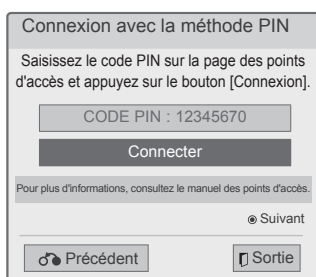 Connexion avec la méthode PIN
Saisissez le code PIN sur la page des points
d'accès et appuyez sur le bouton [Connexion].
CODE PIN : 12345670
Connecter
Pour plus d'informations, consultez le manuel des points d'accès.
Suivant
Précédent
Sortie